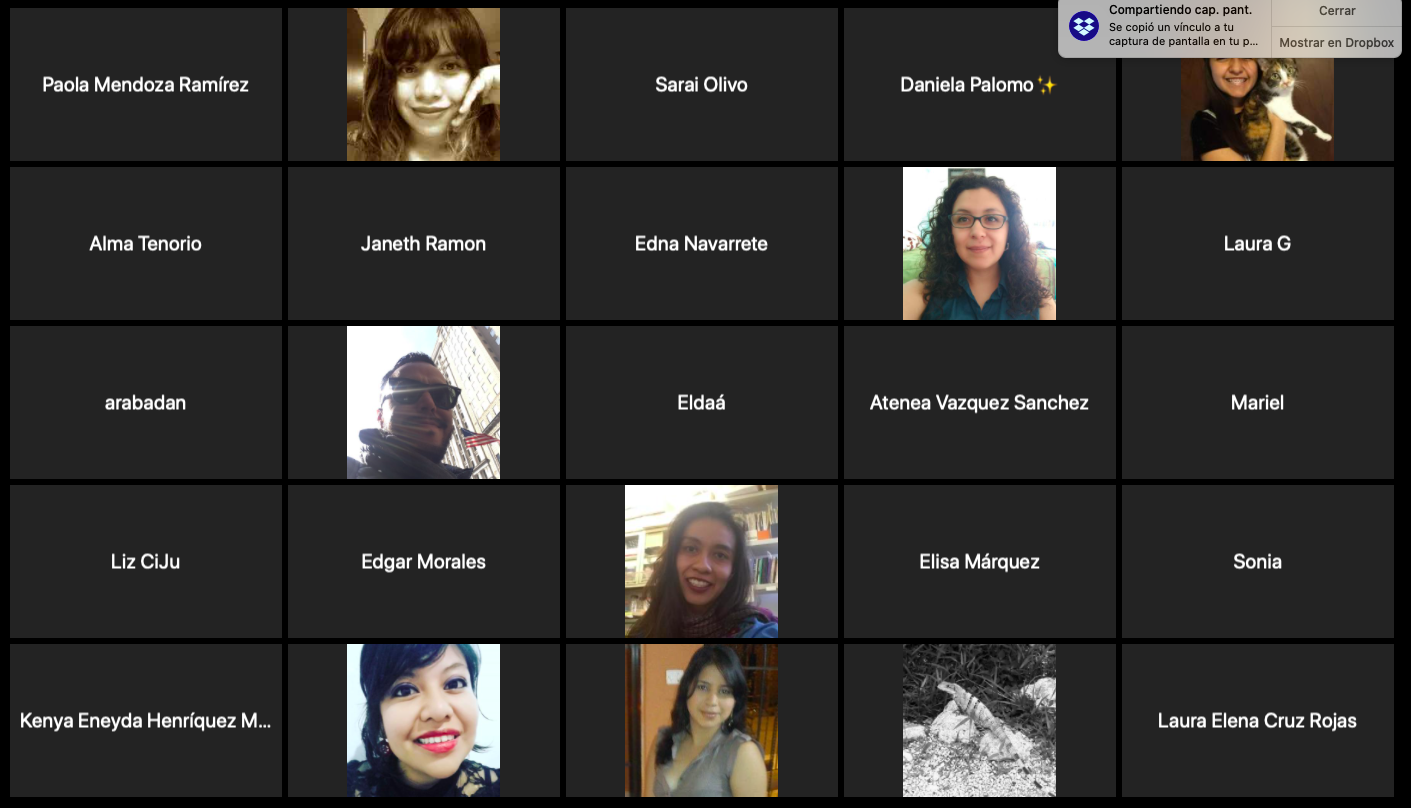 Compartiendo cap. pant.
Se copió un vínculo a tu
captura de pantalla en tu p...
Cerrar
Mostrar en Dropbox
Paola Mendoza Ramírez
Sarai Olivo
Daniela Palomo ✨
Alma Tenorio
Janeth Ramon
Edna Navarrete
Laura G
arabadan
Eldaá
Atenea Vazquez Sanchez
Mariel
Liz CiJu
Edgar Morales
Elisa Márquez
Sonia
Kenya Eneyda Henríquez M...
Laura Elena Cruz Rojas